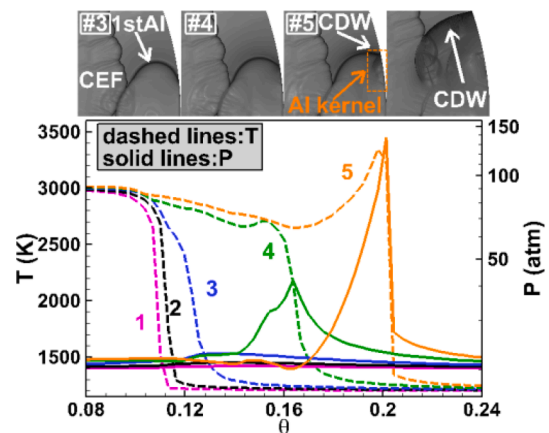 #3 1stAI
#4
#5 CDW
CEF
AI kernel
CDW
dashed lines:T
solid lines:P
3500
3000
2500
2000
1500
T (K)
150
100
50
P (atm)
1
2
3
4
5
0.08
0.12
0.16
0.2
0.24
θ